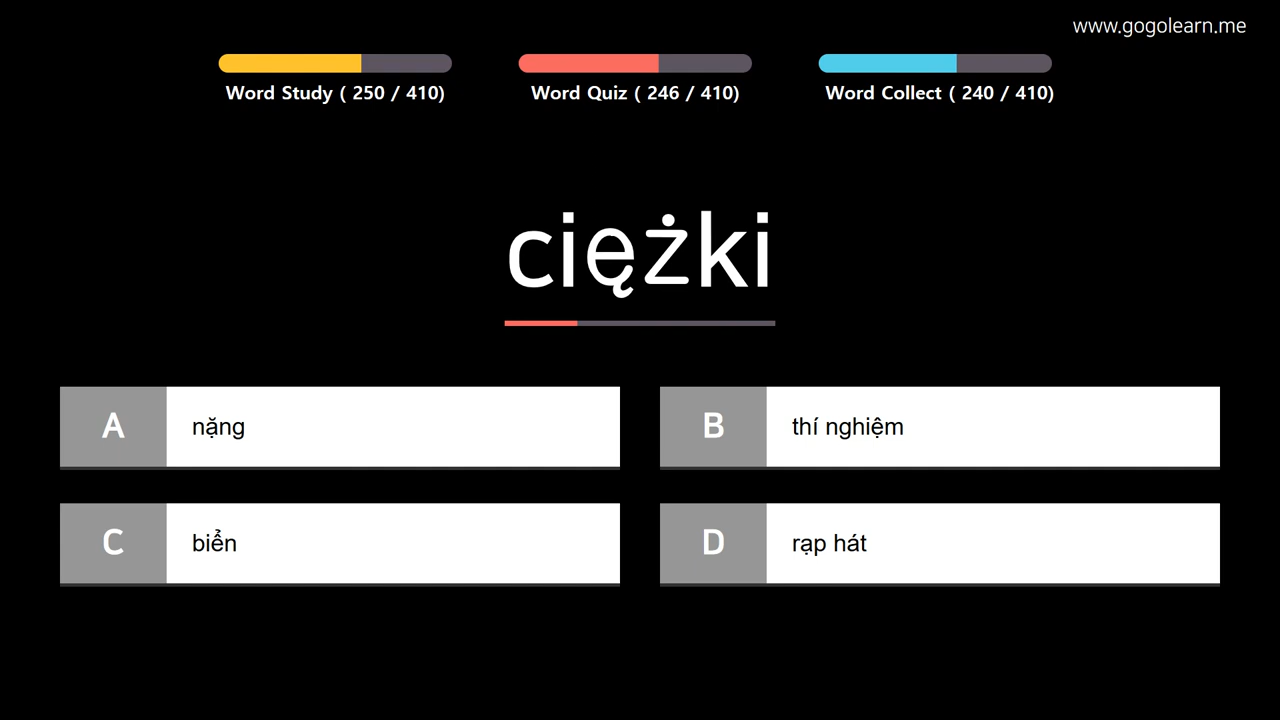 www.gogolearn.me
Word Study ( 250 / 410)
Word Quiz ( 246 / 410)
Word Collect ( 240 / 410)
ciężki
A
nặng
B
thí nghiệm
C
biển
D
rạp hát